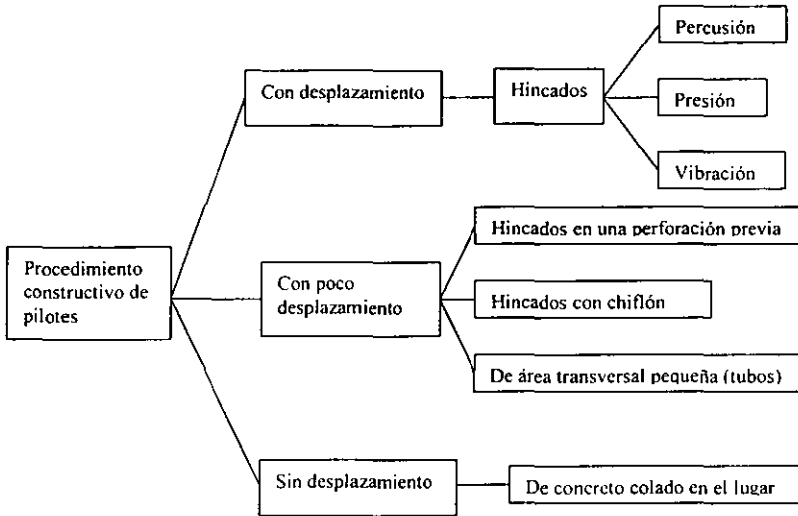 Procedimiento
constructivo de
pilotes
Con desplazamiento
Hincados
Percusión
Presión
Vibración
Con poco
desplazamiento
Hincados en una perforación previa
Hincados con chiflón
De área transversal pequeña (tubos)
Sin desplazamiento
De concreto colado en el lugar